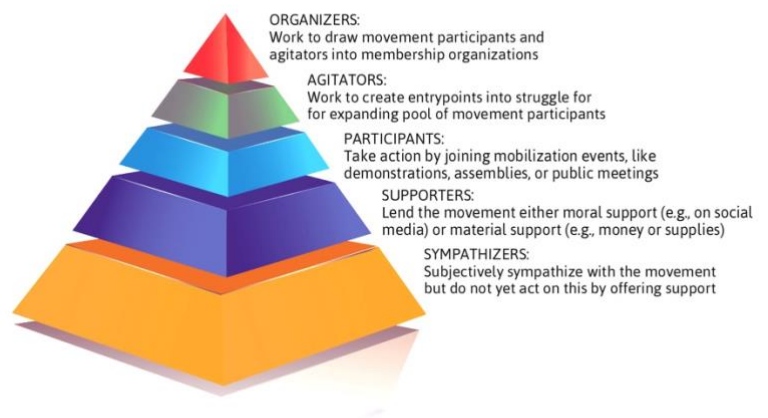 ORGANIZERS:
Work to draw movement participants and
agitators into membership organizations
AGITATORS:
Work to create entrypoints into struggle for
for expanding pool of movement participants
PARTICIPANTS:
Take action by joining mobilization events, like
demonstrations, assemblies, or public meetings
SUPPORTERS:
Lend the movement either moral support (e.g., on social
media) or material support (e.g., money or supplies)
SYMPATHIZERS:
Subjectively sympathize with the movement
but do not yet act on this by offering support